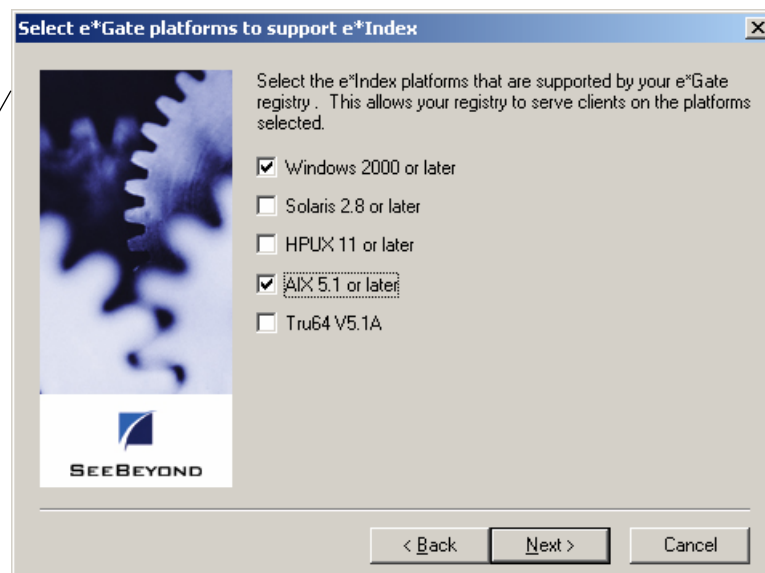 Select e*Gate platforms to support e*Index
Select the e*Index platforms that are supported by your e*Gate
registry . This allows your registry to serve clients on the platforms
selected.
Windows 2000 or later
Solaris 2.8 or later
HPUX 11 or later
AIX 5.1 or later
Tru64 V5.1A
SEEBEYOND
< Back
Next >
Cancel